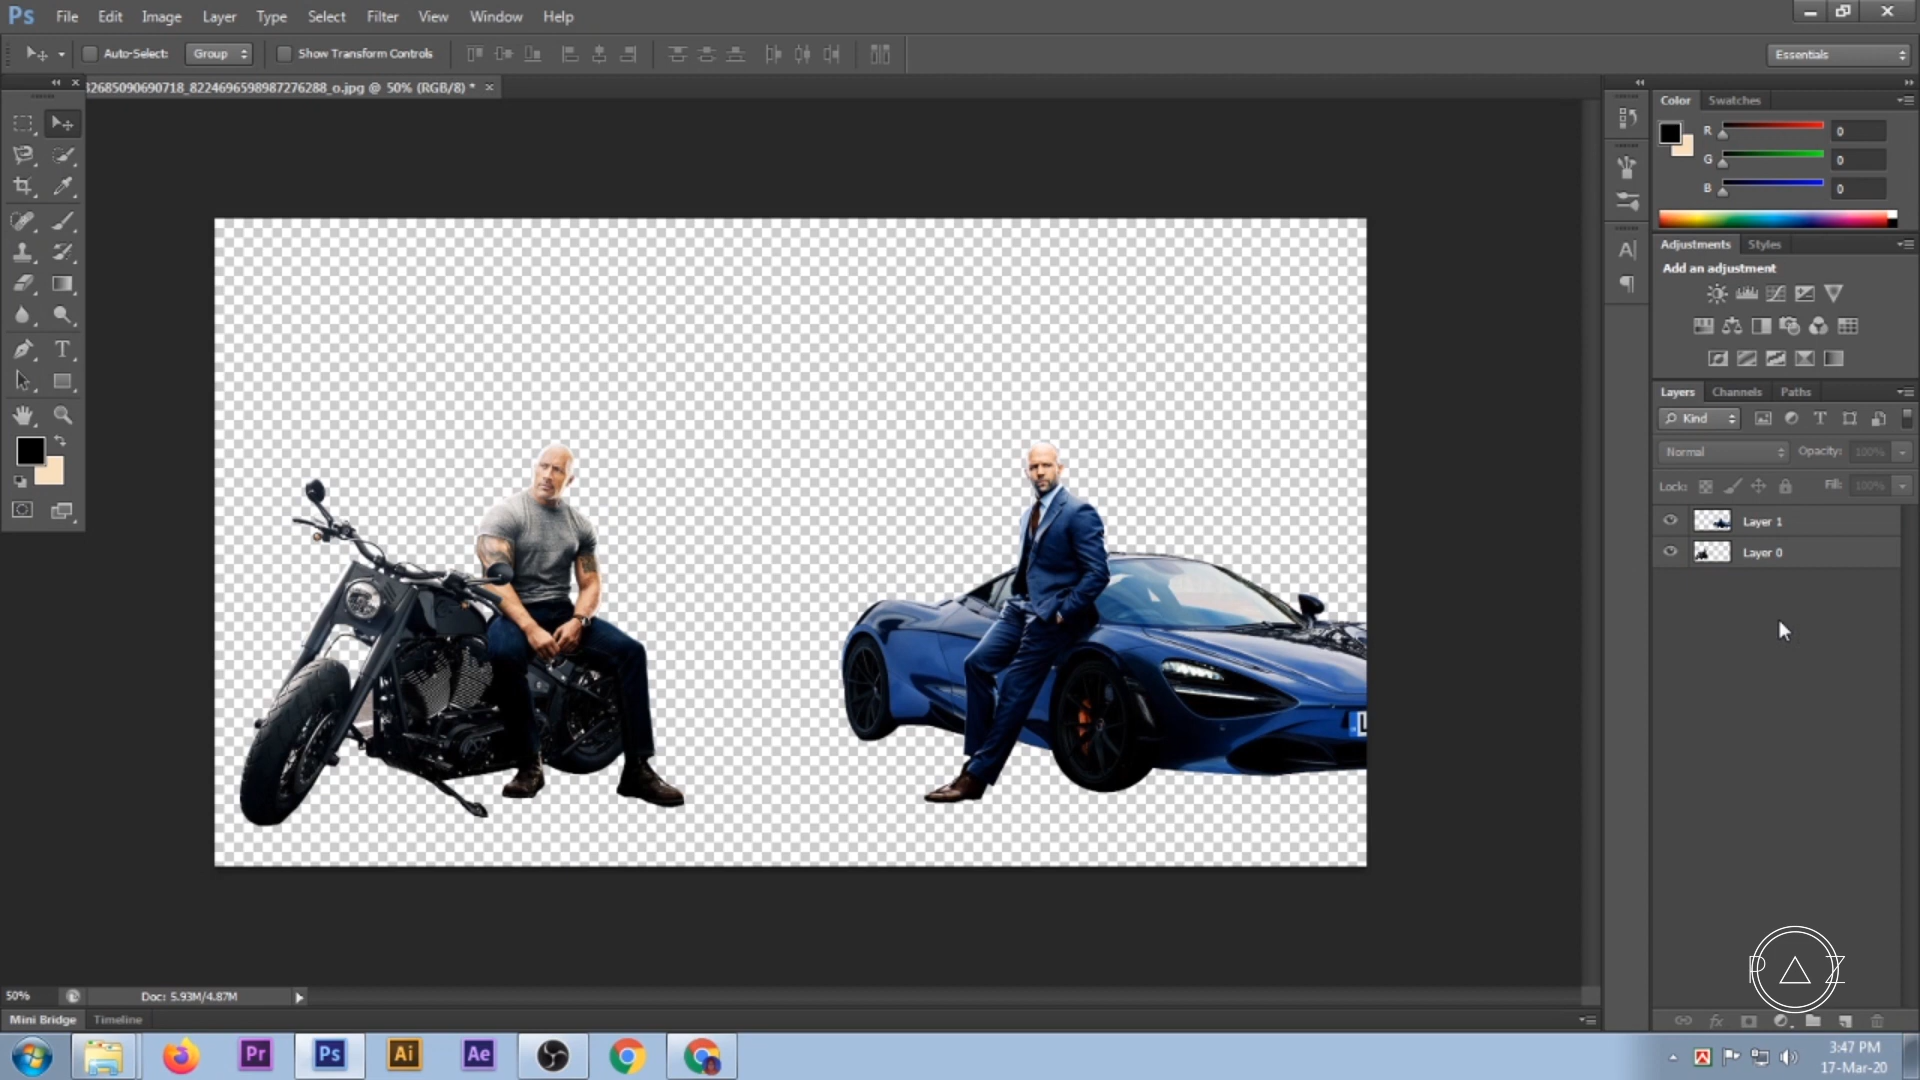 Ps File Edit Image Layer Type Select Filter View Window Help
Auto-Select: Group Show Transform Controls Essentials
32685090690718_8224696598987276288_o.jpg @ 50% (RGB/8) *
Color Swatches
R 0
G 0
B 0
Adjustments Styles
Add an adjustment
Layers Channels Paths
Kind
Normal Opacity: 100%
Lock: Fill: 100%
Layer 1
Layer 0
P Z
50% Doc: 5.93M/4.87M
Mini Bridge Timeline
Pr Ps Ai Ae
3:47 PM
17-Mar-20